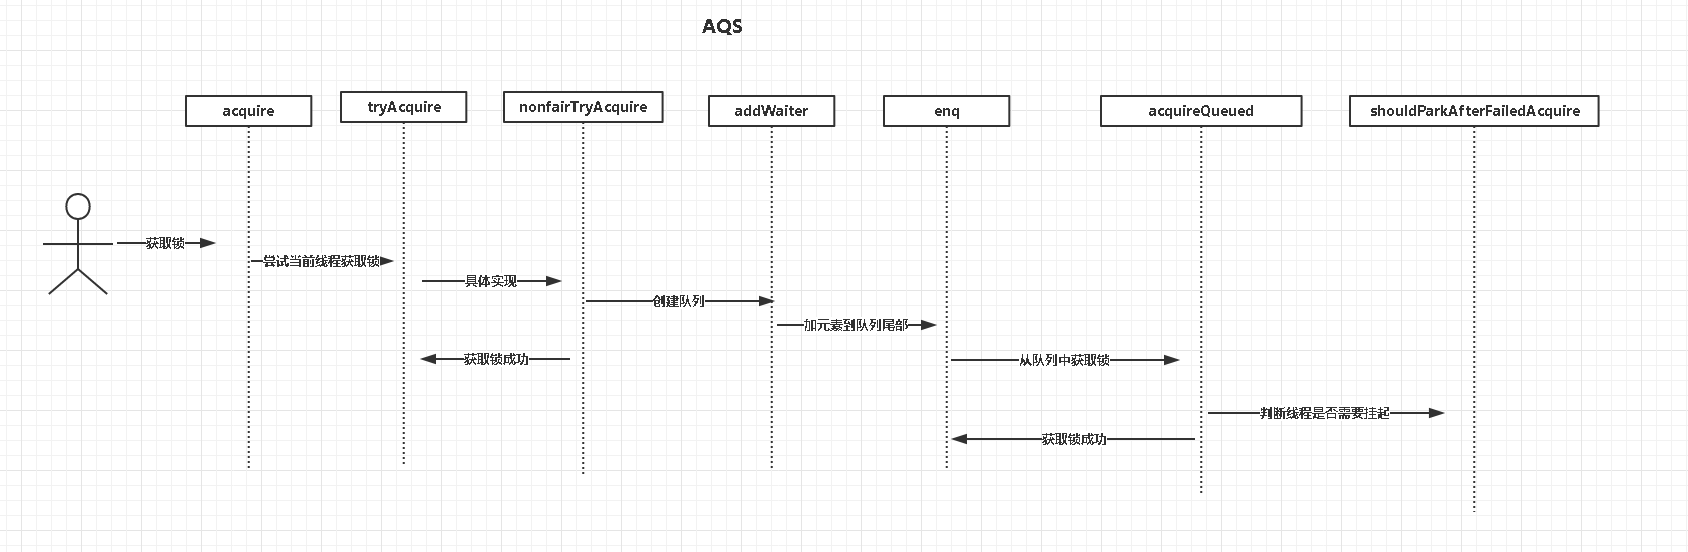 AQS
acquire
tryAcquire
nonfairTryAcquire
addWaiter
enq
acquireQueued
shouldParkAfterFailedAcquire
获取锁
尝试当前线程获取锁
具体实现
创建队列
加元素到队列尾部
获取锁成功
从队列中获取锁
判断线程是否需要挂起
获取锁成功